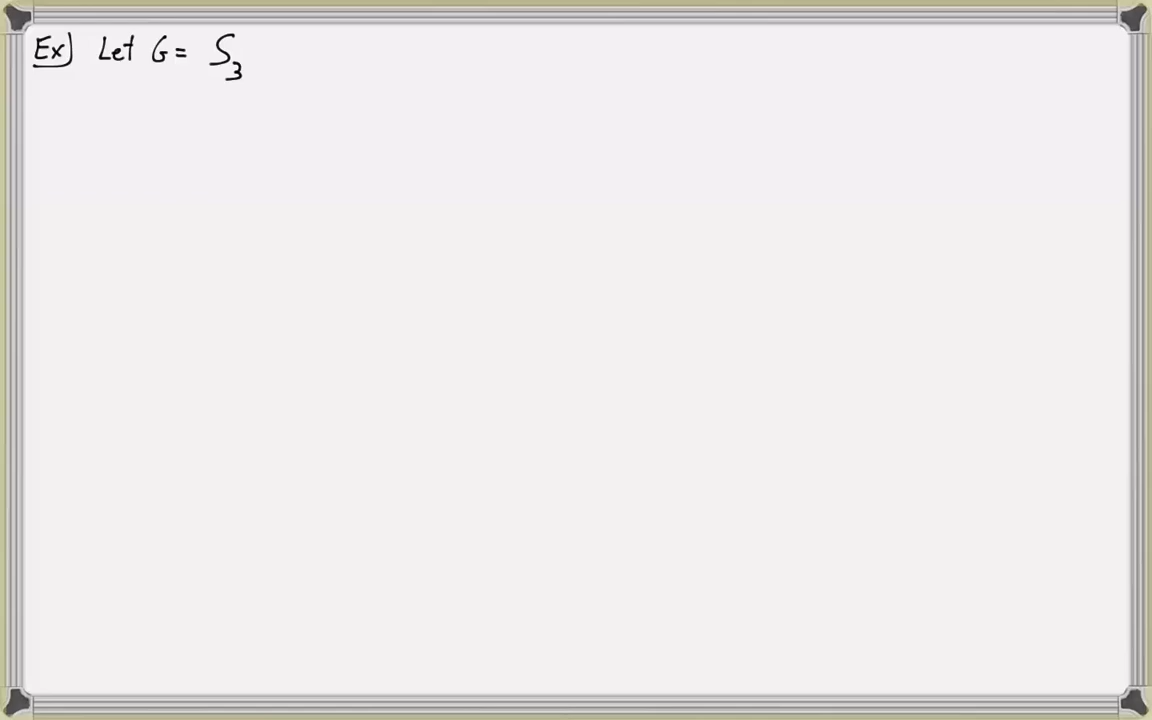 Ex) Let G = S₃